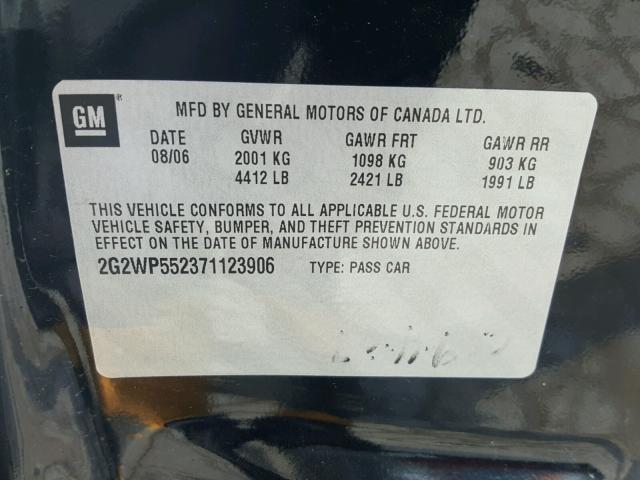 GM®
MFD BY GENERAL MOTORS OF CANADA LTD.
DATE GVWR GAWR FRT GAWR RR
08/06 2001 KG 1098 KG 903 KG
4412 LB 2421 LB 1991 LB
THIS VEHICLE CONFORMS TO ALL APPLICABLE U.S. FEDERAL MOTOR
VEHICLE SAFETY, BUMPER, AND THEFT PREVENTION STANDARDS IN
EFFECT ON THE DATE OF MANUFACTURE SHOWN ABOVE.
2G2WP552371123906 TYPE: PASS CAR